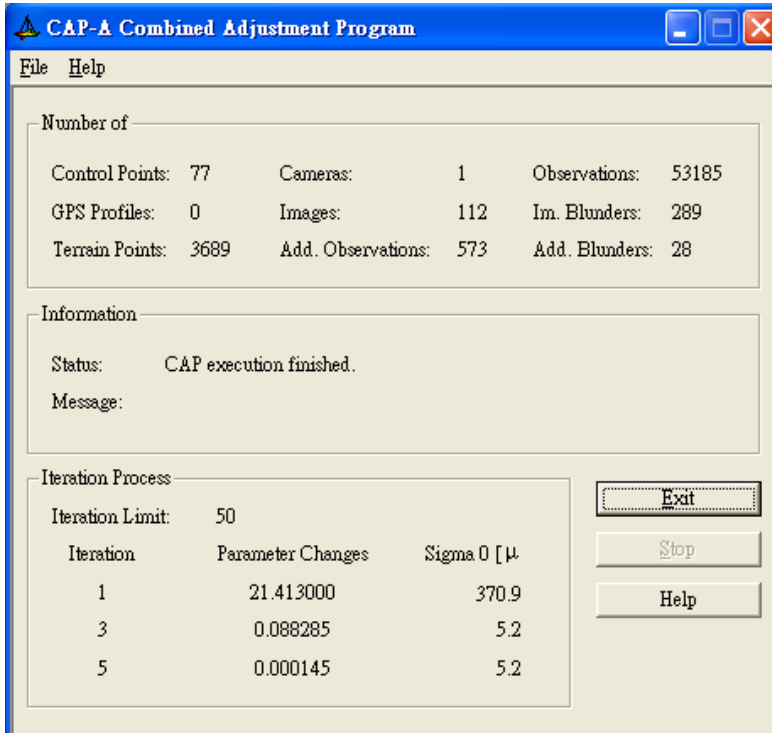 CAP-A Combined Adjustment Program
File Help
Number of
Control Points: 77 Cameras: 1 Observations: 53185
GPS Profiles: 0 Images: 112 Im. Blunders: 289
Terrain Points: 3689 Add. Observations: 573 Add. Blunders: 28
Information
Status: CAP execution finished.
Message:
Iteration Process
Iteration Limit: 50
Iteration Parameter Changes Sigma 0 [μ
1 21.413000 370.9
3 0.088285 5.2
5 0.000145 5.2
Exit
Stop
Help